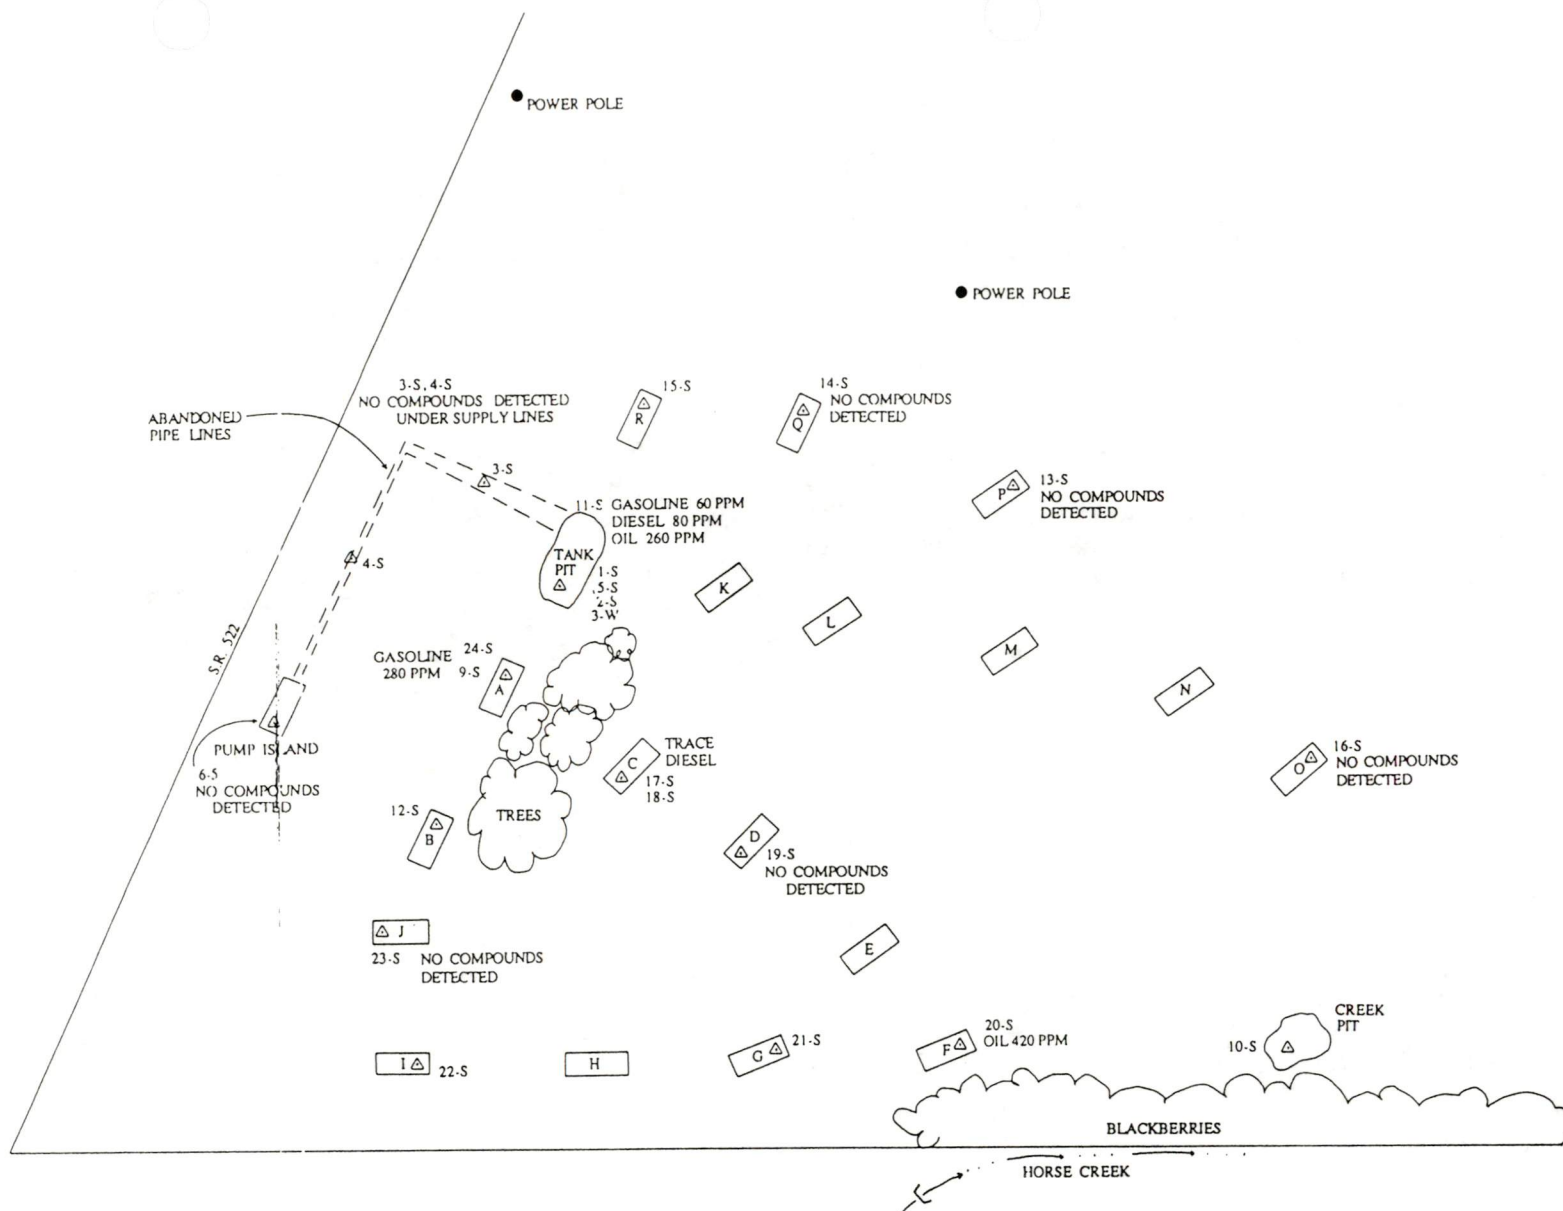 POWER POLE
POWER POLE
3-S, 4-S
NO COMPOUNDS DETECTED
UNDER SUPPLY LINES
ABANDONED
PIPE LINES
15-S
R
14-S
NO COMPOUNDS
DETECTED
Q
3-S
13-S
NO COMPOUNDS
DETECTED
P
11-S GASOLINE 60 PPM
DIESEL 80 PPM
OIL 260 PPM
4-S
TANK
PIT
1-S
5-S
2-S
3-W
K
L
M
N
S.R. 522
GASOLINE
280 PPM
24-S
9-S
A
PUMP ISLAND
6-S
NO COMPOUNDS
DETECTED
TRACE
DIESEL
C
17-S
18-S
16-S
NO COMPOUNDS
DETECTED
O
12-S
B
TREES
D
19-S
NO COMPOUNDS
DETECTED
J
23-S NO COMPOUNDS
DETECTED
E
I
22-S
H
G
21-S
F
20-S
OIL 420 PPM
10-S
CREEK
PIT
BLACKBERRIES
HORSE CREEK